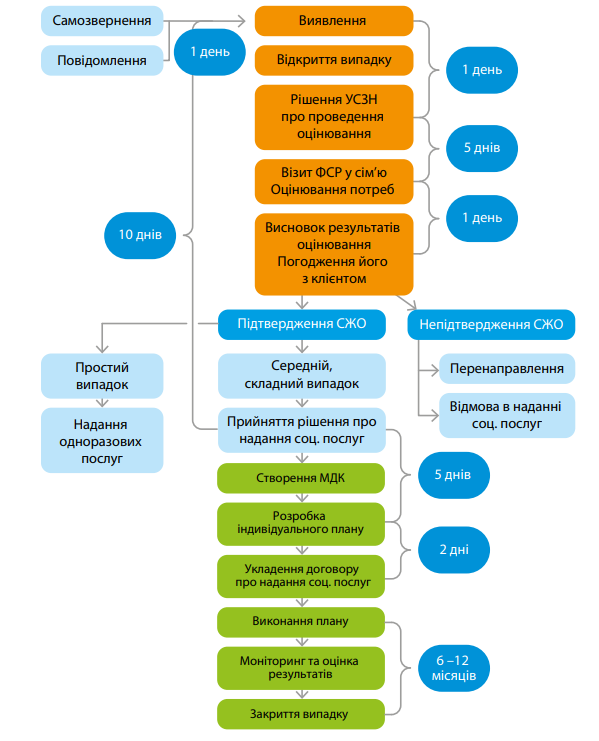 Самозвернення
Повідомлення
1 день
Виявлення
Відкриття випадку
1 день
Рішення УСЗН
про проведення
оцінювання
5 днів
Візит ФСР у сім’ю
Оцінювання потреб
1 день
Висновок результатів
оцінювання
Погодження його
з клієнтом
10 днів
Підтвердження СЖО
Непідтвердження СЖО
Простий
випадок
Середній,
складний випадок
Перенаправлення
Надання
одноразових
послуг
Прийняття рішення про
надання соц. послуг
Відмова в наданні
соц. послуг
Створення МДК
5 днів
Розробка
індивідуального плану
2 дні
Укладення договору
про надання соц. послуг
Виконання плану
Моніторинг та оцінка
результатів
6 –12
місяців
Закриття випадку